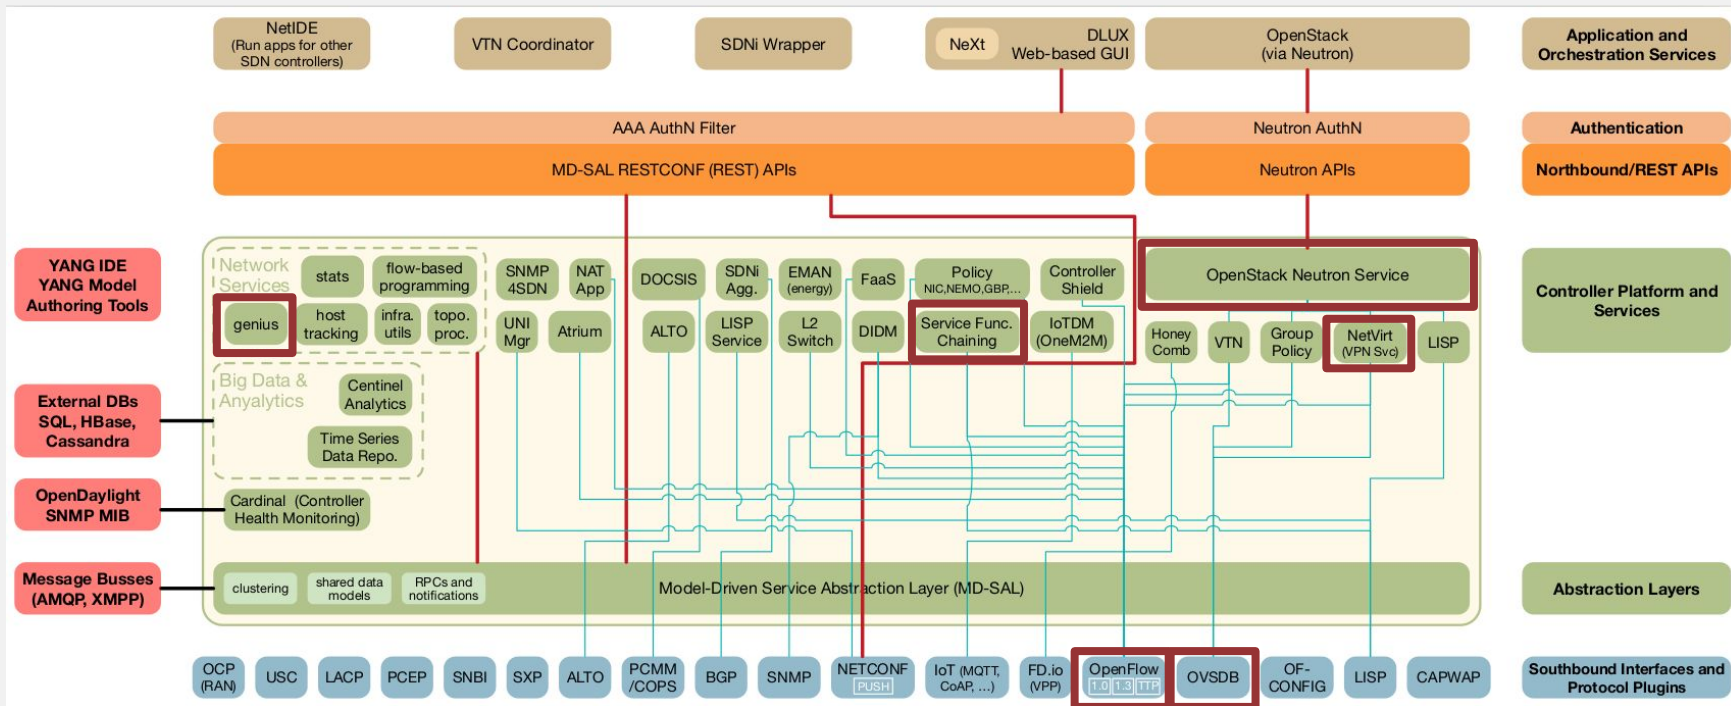 NetIDE
(Run apps for other
SDN controllers)
VTN Coordinator
SDNi Wrapper
NeXt
DLUX
Web-based GUI
OpenStack
(via Neutron)
Application and
Orchestration Services
AAA AuthN Filter
Neutron AuthN
Authentication
MD-SAL RESTCONF (REST) APIs
Neutron APIs
Northbound/REST APIs
YANG IDE
YANG Model
Authoring Tools
Network
Services
stats
flow-based
programming
genius
host
tracking
infra.
utils
topo.
proc.
SNMP
4SDN
NAT
App
DOCSIS
SDNi
Agg.
EMAN
(energy)
FaaS
Policy
NIC,NEMO,GBP,...
Controller
Shield
OpenStack Neutron Service
Controller Platform and
Services
UNI
Mgr
Atrium
ALTO
LISP
Service
L2
Switch
DIDM
Service Func.
Chaining
IoTDM
(OneM2M)
Honey
Comb
VTN
Group
Policy
NetVirt
(VPN Svc)
LISP
External DBs
SQL, HBase,
Cassandra
Big Data &
Anyalytics
Centinel
Analytics
Time Series
Data Repo.
OpenDaylight
SNMP MIB
Cardinal (Controller
Health Monitoring)
Message Busses
(AMQP, XMPP)
clustering
shared data
models
RPCs and
notifications
Model-Driven Service Abstraction Layer (MD-SAL)
Abstraction Layers
OCP
(RAN)
USC
LACP
PCEP
SNBI
SXP
ALTO
PCMM
/COPS
BGP
SNMP
NETCONF
PUSH
IoT (MQTT,
CoAP, ...)
FD.io
(VPP)
OpenFlow
1.0 1.3 TTP
OVSDB
OF-
CONFIG
LISP
CAPWAP
Southbound Interfaces and
Protocol Plugins